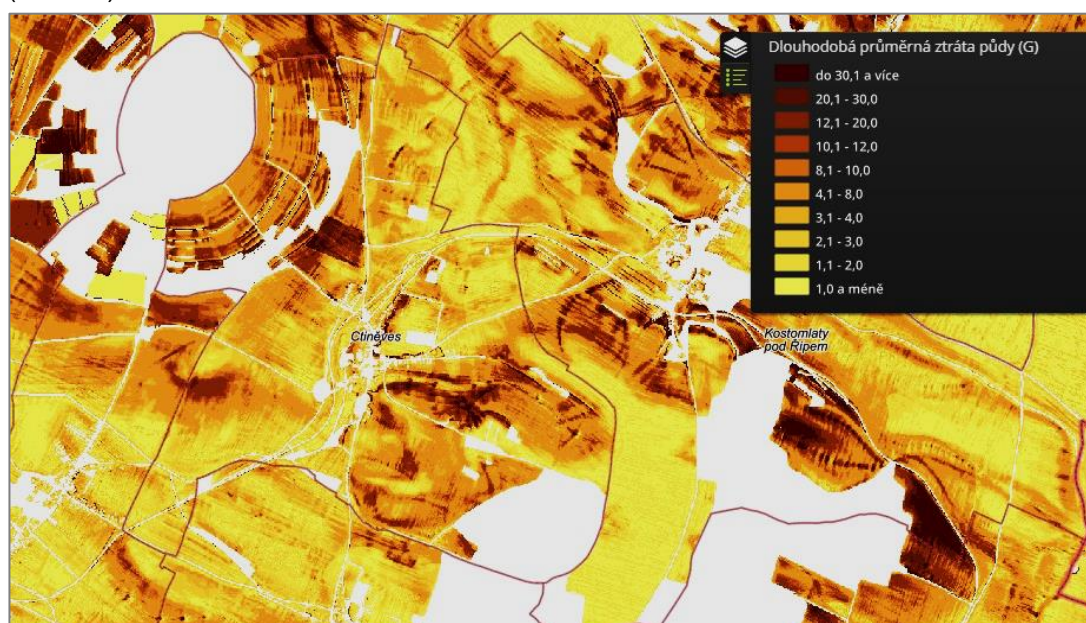 Dlouhodobá průměrná ztráta půdy (G)
do 30,1 a více
20,1 - 30,0
12,1 - 20,0
10,1 - 12,0
8,1 - 10,0
4,1 - 8,0
3,1 - 4,0
2,1 - 3,0
1,1 - 2,0
1,0 a méně
Ctiněves
Kostomlaty
pod Řípem